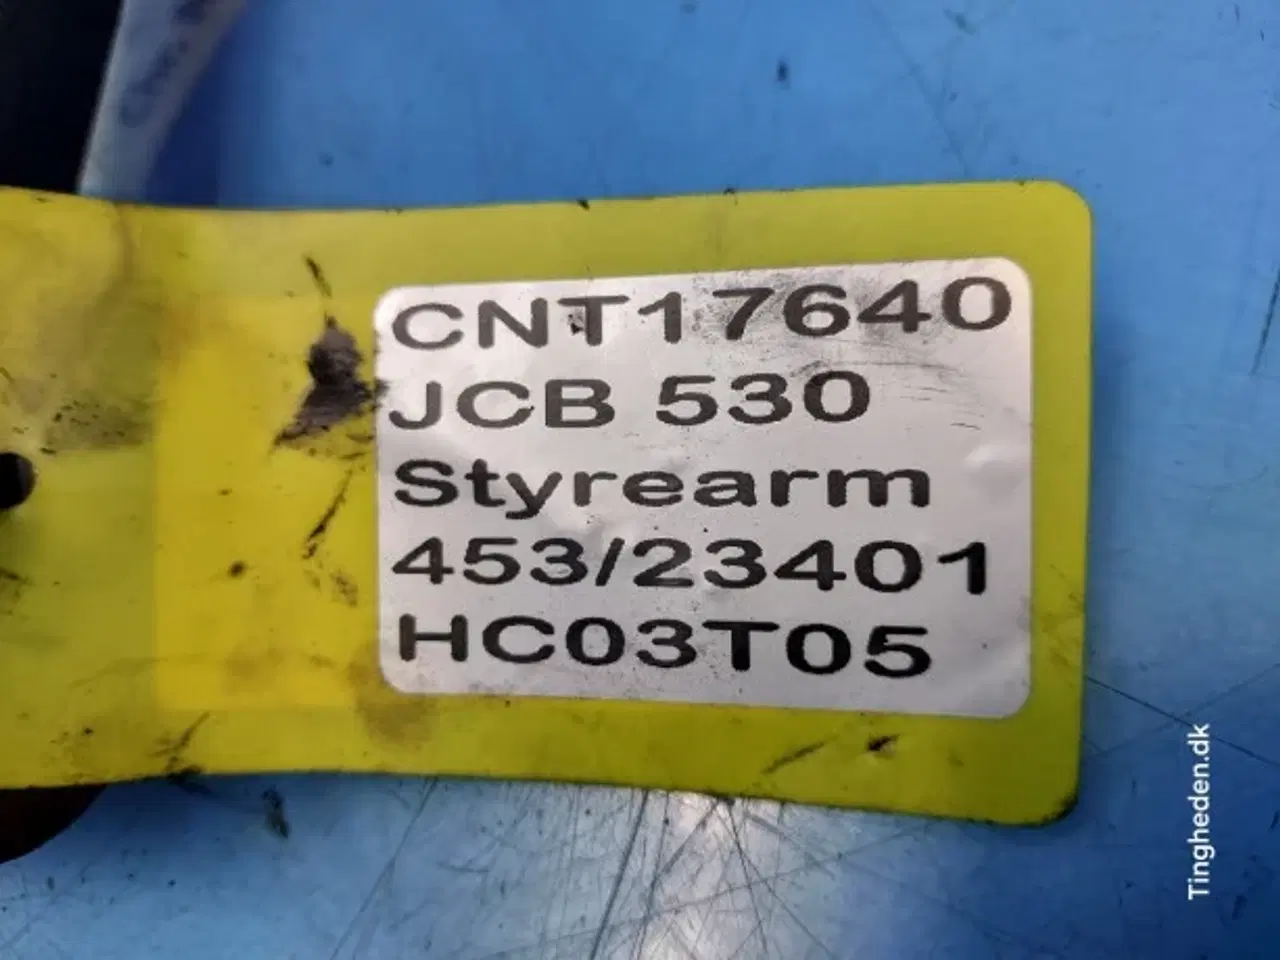 CNT17640
JCB 530
Styrearm
453/23401
HC03T05
Tingheden.dk